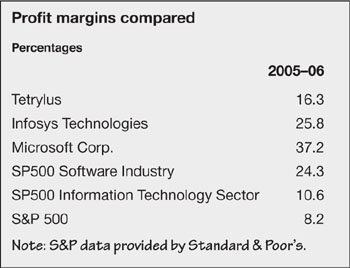 Profit margins compared
Percentages
2005–06
Tetrylus 16.3
Infosys Technologies 25.8
Microsoft Corp. 37.2
SP500 Software Industry 24.3
SP500 Information Technology Sector 10.6
S&P 500 8.2
Note: S&P data provided by Standard & Poor's.